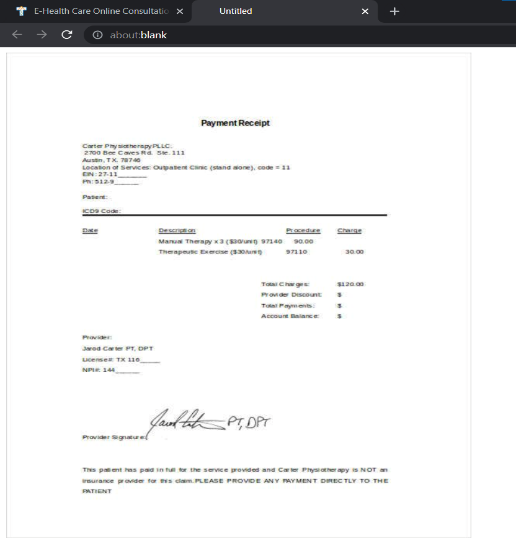 E-Health Care Online Consultatio
Untitled
about:blank
Payment Receipt
Carter Physiotherapy PLLC.
2700 Bee Caves Rd. Ste. 111
Austin, TX, 78746
Location of Services: Outpatient Clinic (stand alone), code = 11
EIN: 27-11_______
Ph: 512-9______
Patient:
ICD9 Code:
Date Description Procedure Charge
Manual Therapy x 3 ($30/unit) 97140 90.00
Therapeutic Exercise ($30/unit) 97110 30.00
Total Charges: $120.00
Provider Discount: $
Total Payments: $
Account Balance: $
Provider:
Jarod Carter PT, DPT
License#: TX 116_____
NPI#: 144______
PT, DPT
Provider Signature:
This patient has paid in full for the service provided and Carter Physiotherapy is NOT an
insurance provider for this claim. PLEASE PROVIDE ANY PAYMENT DIRECTLY TO THE
PATIENT